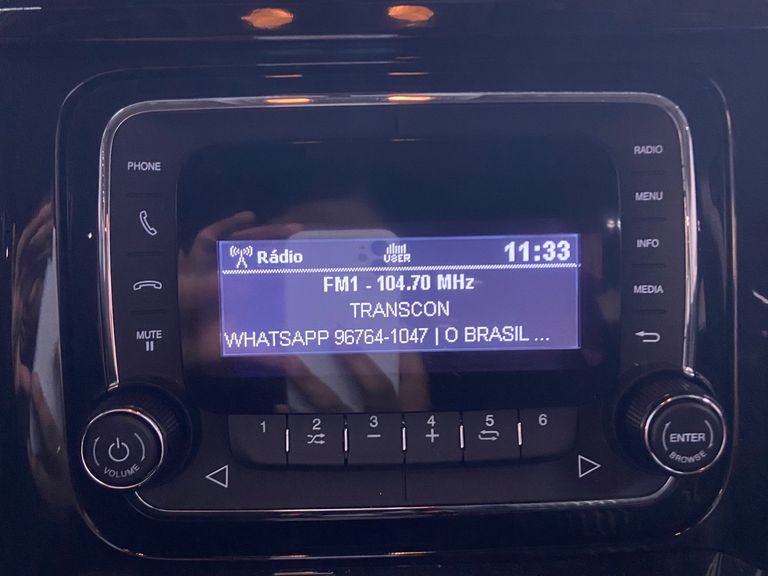 PHONE
RADIO
MENU
INFO
MEDIA
MUTE
Rádio
USER
11:33
FM1 - 104.70 MHz
TRANSCON
WHATSAPP 96764-1047 | O BRASIL ...
1 2 3 4 5 6
VOLUME
ENTER
BROWSE